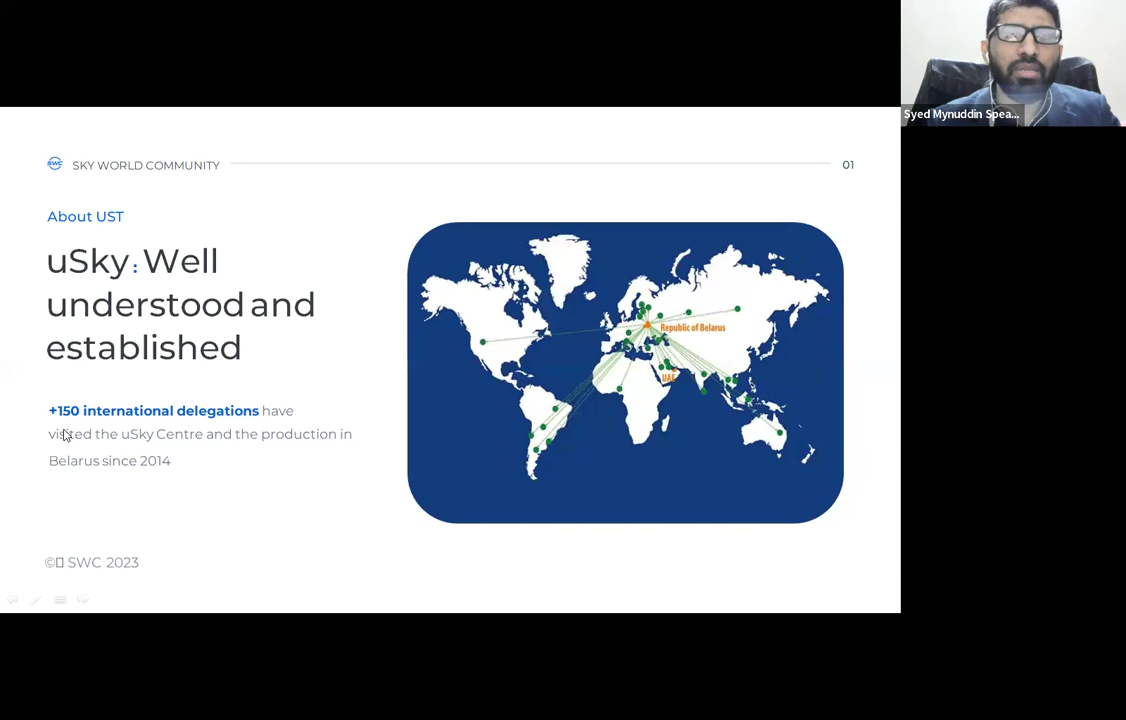 Syed Mynuddin Spea...
SWC SKY WORLD COMMUNITY
01
About UST
uSky : Well
understood and
established
+150 international delegations have
visited the uSky Centre and the production in
Belarus since 2014
Republic of Belarus
UAE
© SWC 2023